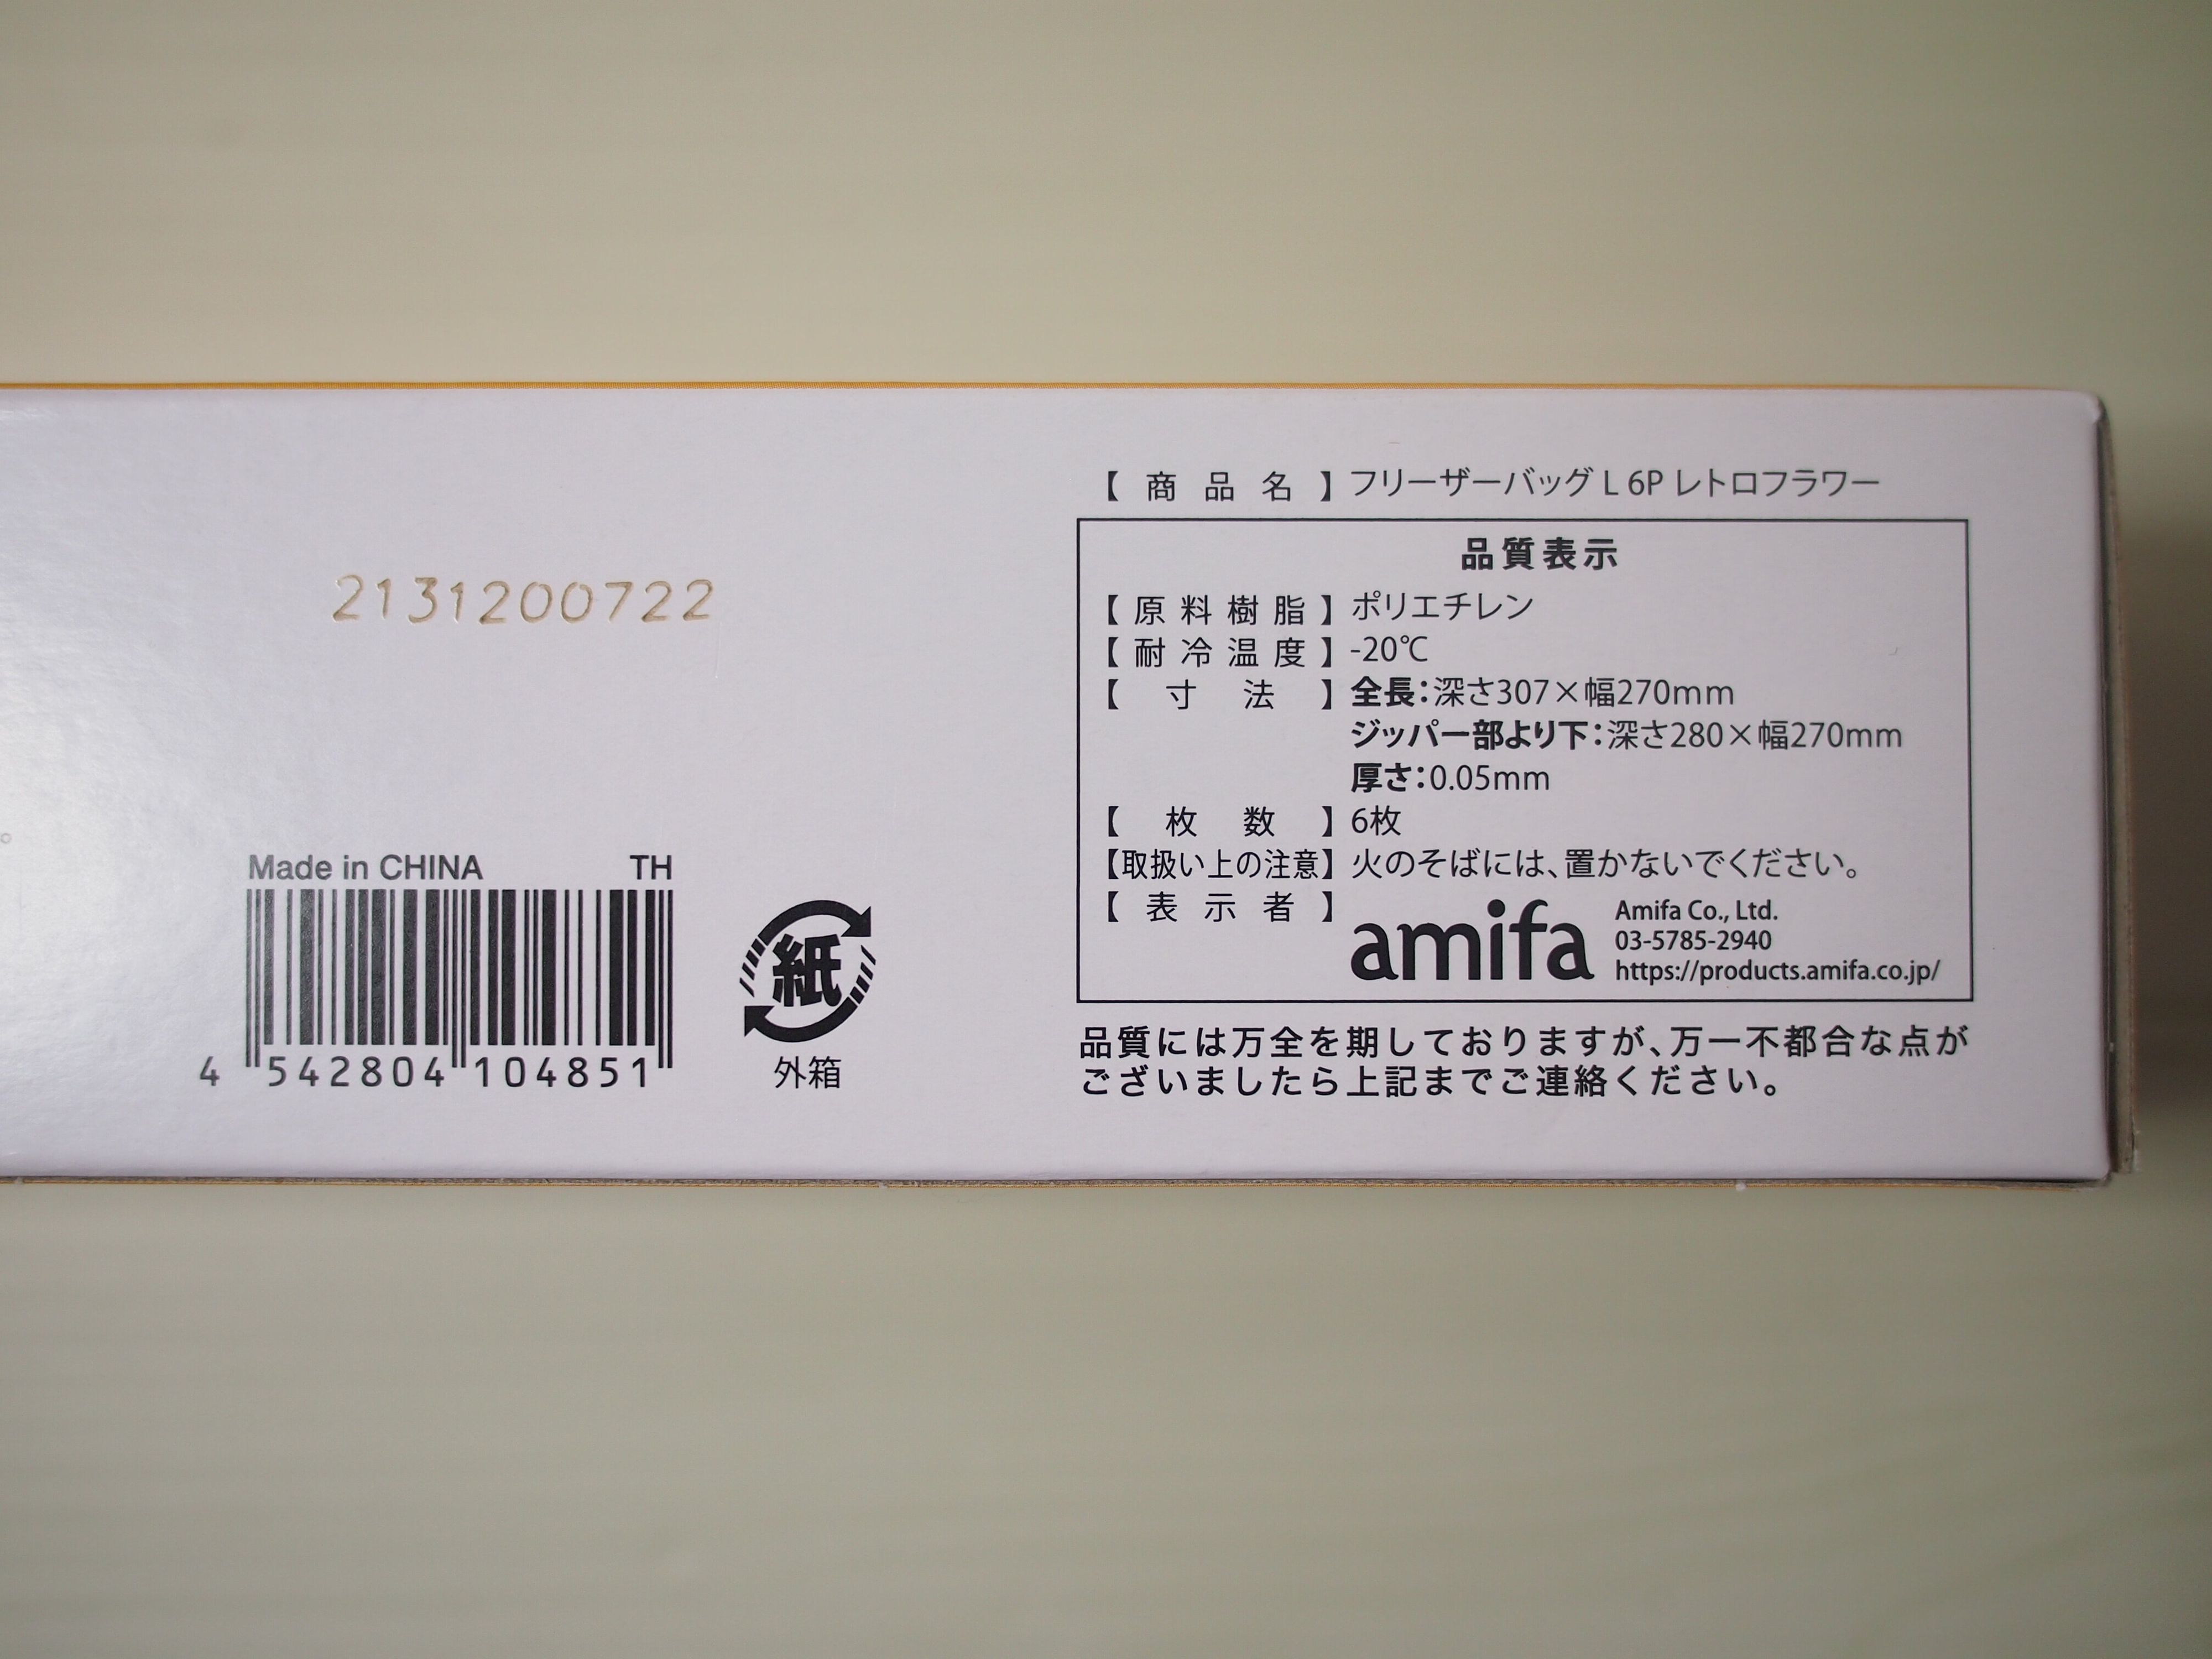 2131200722
Made in CHINA TH
4 542804 104851
紙
外箱
【商品名】フリーザーバッグ L 6P レトロフラワー
品質表示
【原料樹脂】ポリエチレン
【耐冷温度】-20℃
【寸法】全長:深さ307×幅270mm
ジッパー部より下:深さ280×幅270mm
厚さ:0.05mm
【枚数】6枚
【取扱い上の注意】火のそばには、置かないでください。
【表示者】amifa
Amifa Co., Ltd.
03-5785-2940
https://products.amifa.co.jp/
品質には万全を期しておりますが、万一不都合な点が
ございましたら上記までご連絡ください。